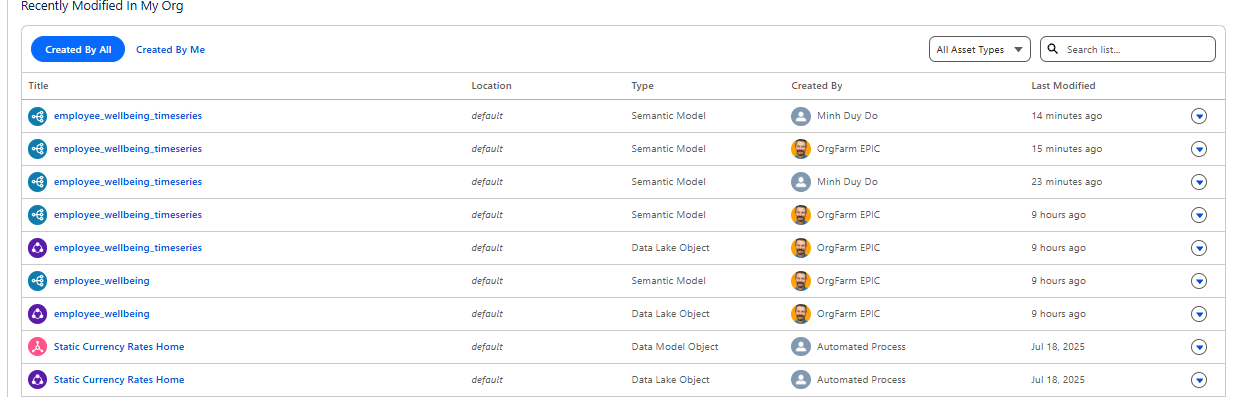 Recently Modified In My Org
Created By All Created By Me All Asset Types Search list...
Title Location Type Created By Last Modified
employee_wellbeing_timeseries default Semantic Model Minh Duy Do 14 minutes ago
employee_wellbeing_timeseries default Semantic Model OrgFarm EPIC 15 minutes ago
employee_wellbeing_timeseries default Semantic Model Minh Duy Do 23 minutes ago
employee_wellbeing_timeseries default Semantic Model OrgFarm EPIC 9 hours ago
employee_wellbeing_timeseries default Data Lake Object OrgFarm EPIC 9 hours ago
employee_wellbeing default Semantic Model OrgFarm EPIC 9 hours ago
employee_wellbeing default Data Lake Object OrgFarm EPIC 9 hours ago
Static Currency Rates Home default Data Model Object Automated Process Jul 18, 2025
Static Currency Rates Home default Data Lake Object Automated Process Jul 18, 2025